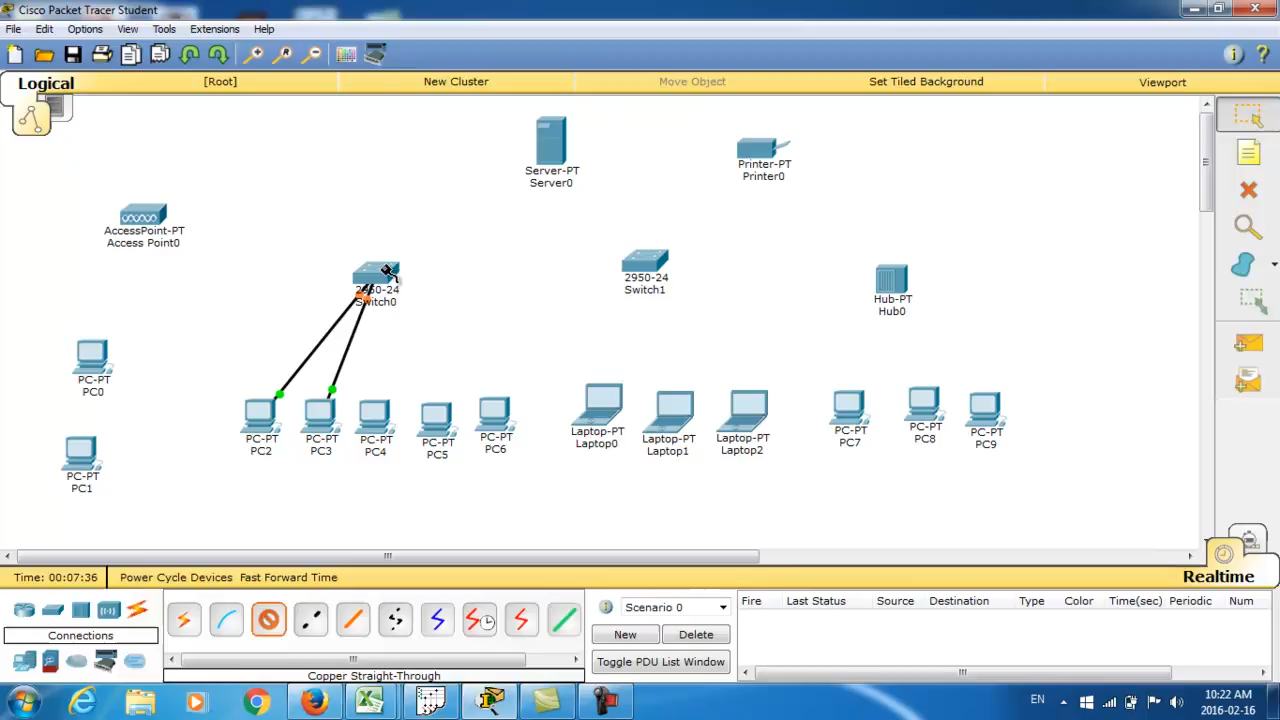 Cisco Packet Tracer Student
File Edit Options View Tools Extensions Help
Logical [Root] New Cluster Move Object Set Tiled Background Viewport
Server-PT
Server0
Printer-PT
Printer0
AccessPoint-PT
Access Point0
2950-24
Switch0
2950-24
Switch1
Hub-PT
Hub0
PC-PT
PC0
PC-PT
PC1
PC-PT
PC2
PC-PT
PC3
PC-PT
PC4
PC-PT
PC5
PC-PT
PC6
Laptop-PT
Laptop0
Laptop-PT
Laptop1
Laptop-PT
Laptop2
PC-PT
PC7
PC-PT
PC8
PC-PT
PC9
Time: 00:07:36 Power Cycle Devices Fast Forward Time
Realtime
Connections
Copper Straight-Through
Scenario 0
New Delete
Toggle PDU List Window
Fire Last Status Source Destination Type Color Time(sec) Periodic Num
EN
10:22 AM
2016-02-16